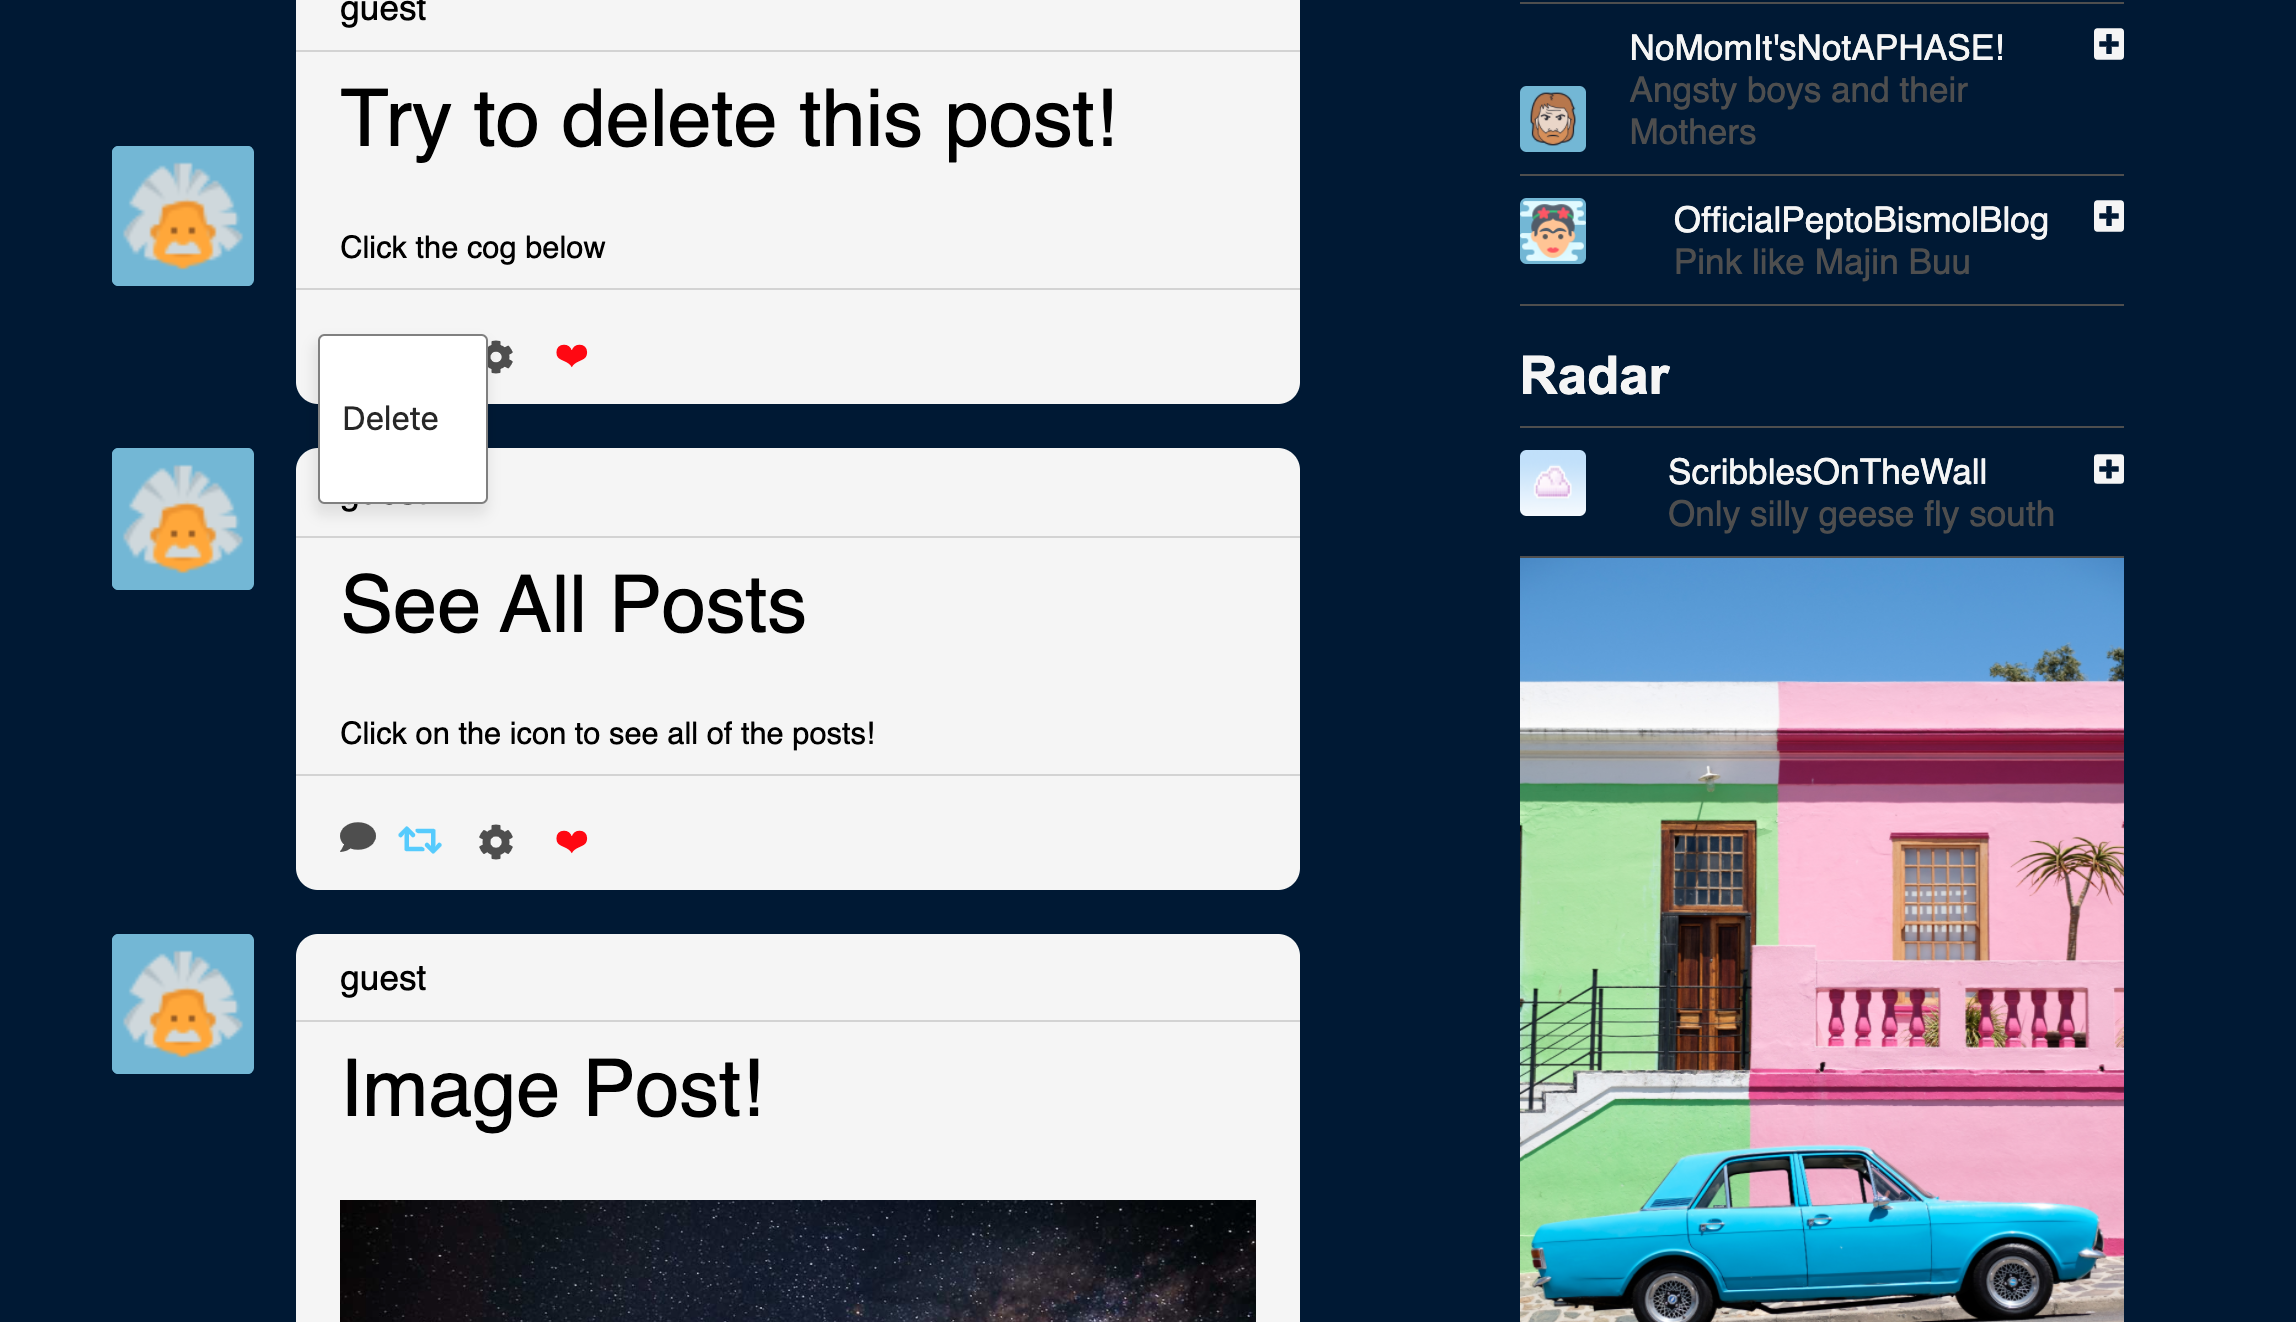 guest
Try to delete this post!
Click the cog below
Delete
See All Posts
Click on the icon to see all of the posts!
guest
Image Post!
NoMomIt'sNotAPHASE!
Angsty boys and their
Mothers
OfficialPeptoBismolBlog
Pink like Majin Buu
Radar
ScribblesOnTheWall
Only silly geese fly south